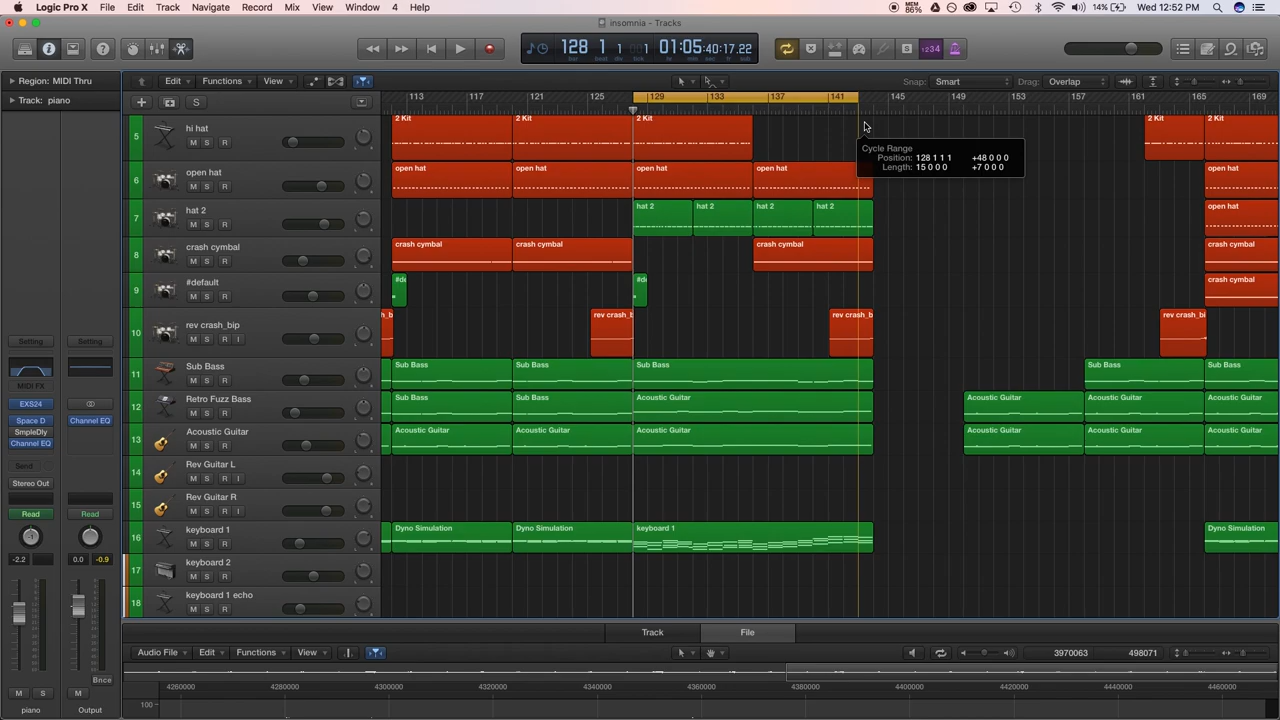 Logic Pro X File Edit Track Navigate Record Mix View Window 4 Help MEM 86% 14% Wed 12:52 PM
insomnia - Tracks
128 1 1 1 01:05:40:17.22 S 1234
bar beat
Region: MIDI Thru Edit Functions View Snap: Smart Drag: Overlap
Track: piano S 113 117 121 125 129 133 137 141 145 149 153 157 161 165 169
5 hi hat M S R 2 Kit 2 Kit 2 Kit 2 Kit 2 Kit
Cycle Range
Position: 128 1 1 1 +48 0 0 0
Length: 15 0 0 0 +7 0 0 0
6 open hat M S R open hat open hat open hat open hat open hat
7 hat 2 M S R hat 2 hat 2 hat 2 hat 2 open hat
8 crash cymbal M S R crash cymbal crash cymbal crash cymbal crash cymbal
9 #default M S R #de #de crash cymbal
10 rev crash_bip M S R I h_b rev crash_b rev crash_b rev crash_bi
11 Sub Bass M S R Sub Bass Sub Bass Sub Bass Sub Bass Sub Bass
12 Retro Fuzz Bass M S R Sub Bass Sub Bass Acoustic Guitar Acoustic Guitar Acoustic Guitar Acoustic Guitar
13 Acoustic Guitar M S R Acoustic Guitar Acoustic Guitar Acoustic Guitar Acoustic Guitar Acoustic Guitar Acoustic Guitar
14 Rev Guitar L M S R I
15 Rev Guitar R M S R I
16 keyboard 1 M S R Dyno Simulation Dyno Simulation keyboard 1 Dyno Simulation
17 keyboard 2 M S R
18 keyboard 1 echo M S R
Setting Setting
MIDI FX
EXS24
Space D Channel EQ
SmpleDly
Channel EQ
Send
Stereo Out
Read Read
-2.2 0.0 -0.9
Bnce
M S M
piano Output
Track File
Audio File Edit Functions View 3970063 498071
4260000 4280000 4300000 4320000 4340000 4360000 4380000 4400000 4420000 4440000 4460000
100